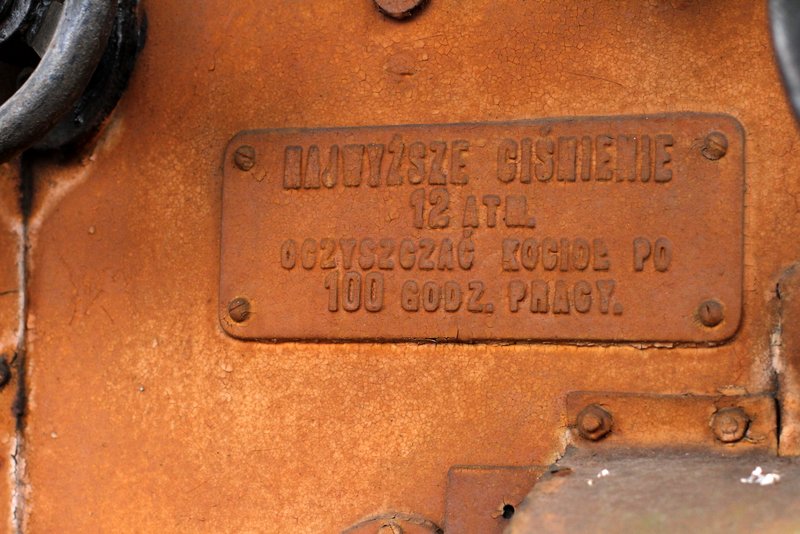 NAJWYŻSZE CIŚNIENIE
12 ATM.
OCZYSZCZAĆ KOCIOŁ PO
100 GODZ. PRACY.